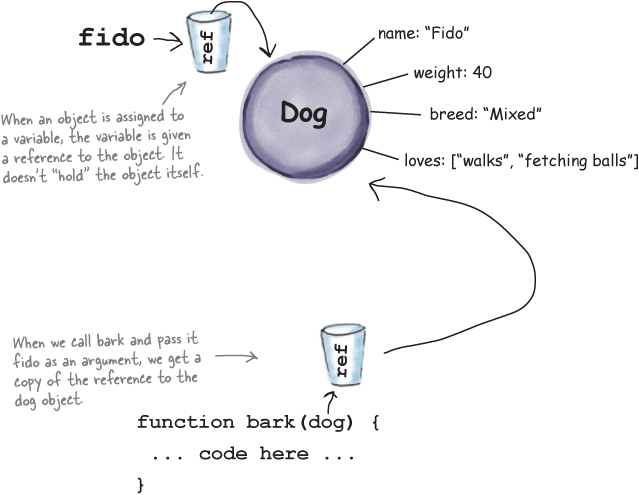 fido
ref
name: “Fido”
weight: 40
Dog
breed: “Mixed”
loves: [“walks”, “fetching balls”]
When an object is assigned to
a variable, the variable is given
a reference to the object. It
doesn’t “hold” the object itself.
When we call bark and pass it
fido as an argument, we get a
copy of the reference to the
dog object.
ref
function bark(dog) {
... code here ...
}